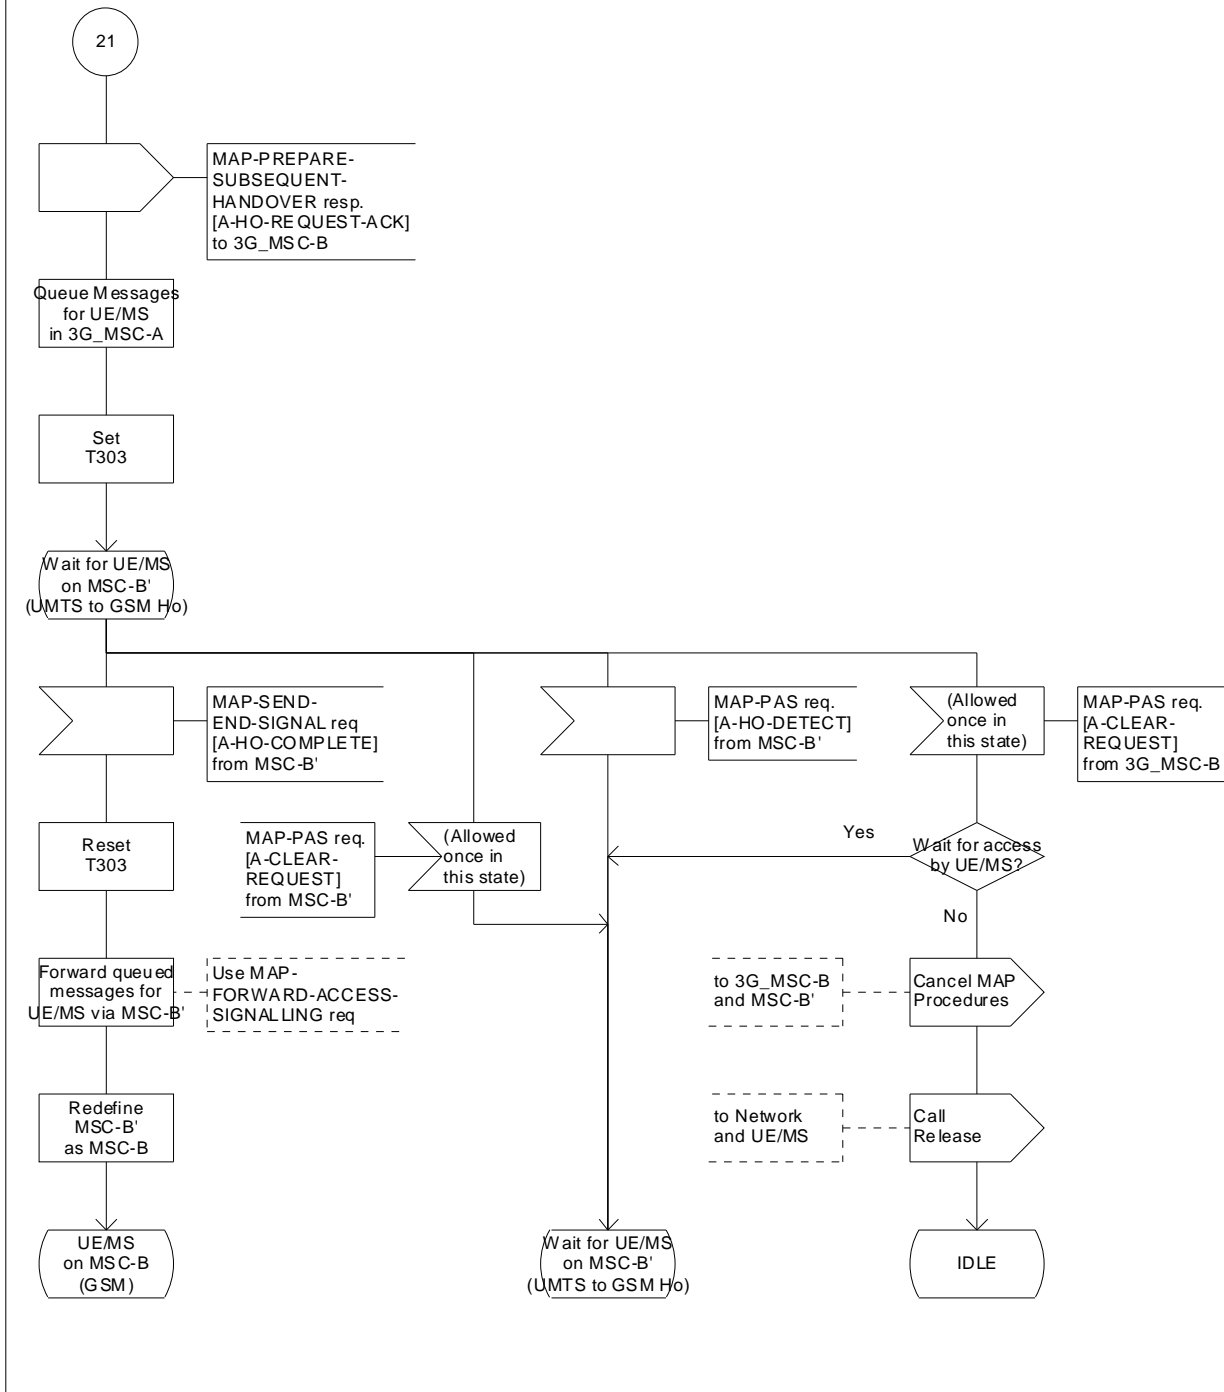 21
MAP-PREPARE-
SUBSEQUENT-
HANDOVER resp.
[A-HO-REQUEST-ACK]
to 3G_MSC-B
Queue Messages
for UE/MS
in 3G_MSC-A
Set
T303
Wait for UE/MS
on MSC-B'
(UMTS to GSM Ho)
MAP-SEND-
END-SIGNAL req
[A-HO-COMPLETE]
from MSC-B'
MAP-PAS req.
[A-HO-DETECT]
from MSC-B'
(Allowed
once in
this state)
MAP-PAS req.
[A-CLEAR-
REQUEST]
from 3G_MSC-B
Reset
T303
MAP-PAS req.
[A-CLEAR-
REQUEST]
from MSC-B'
(Allowed
once in
this state)
Yes
Wait for access
by UE/MS?
No
Forward queued
messages for
UE/MS via MSC-B'
Use MAP-
FORWARD-ACCESS-
SIGNALLING req
to 3G_MSC-B
and MSC-B'
Cancel MAP
Procedures
Redefine
MSC-B'
as MSC-B
to Network
and UE/MS
Call
Release
UE/MS
on MSC-B
(GSM)
Wait for UE/MS
on MSC-B'
(UMTS to GSM Ho)
IDLE